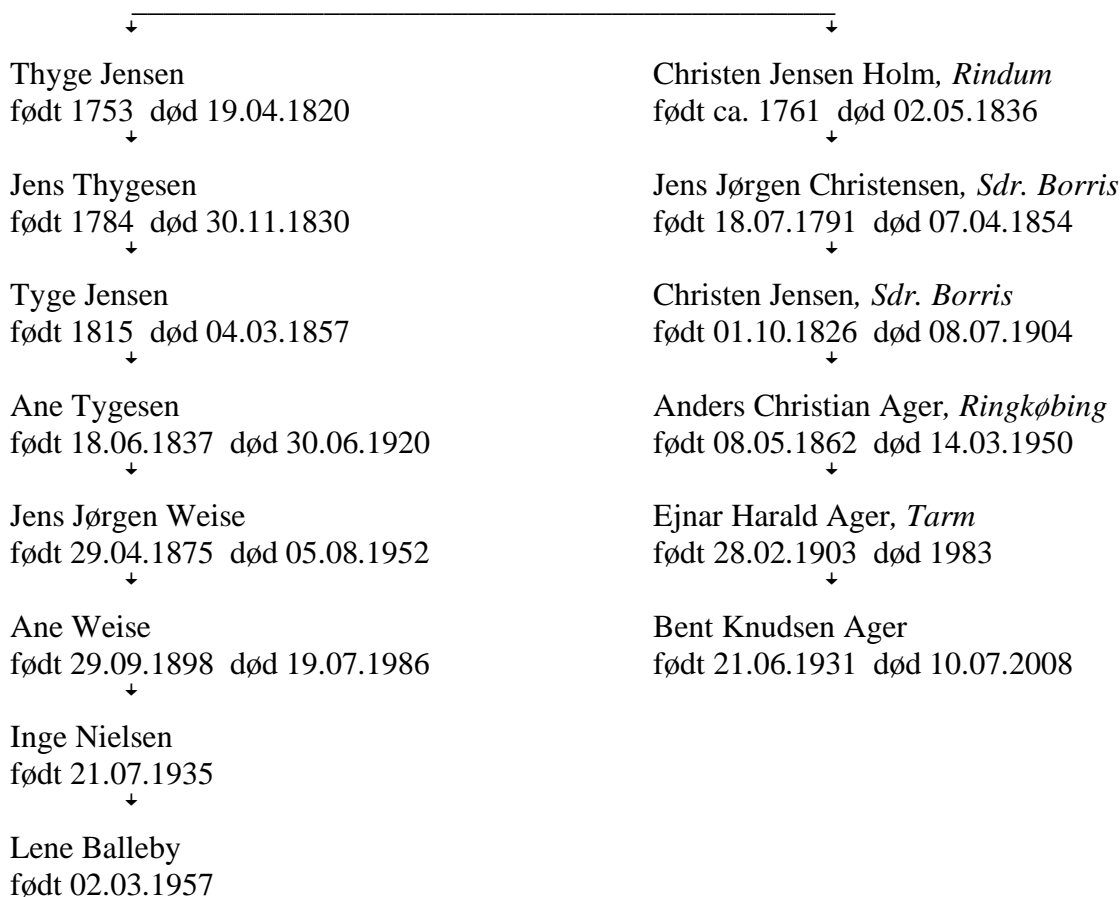 Thyge Jensen
født 1753 død 19.04.1820
Jens Thygesen
født 1784 død 30.11.1830
Tyge Jensen
født 1815 død 04.03.1857
Ane Tygesen
født 18.06.1837 død 30.06.1920
Jens Jørgen Weise
født 29.04.1875 død 05.08.1952
Ane Weise
født 29.09.1898 død 19.07.1986
Inge Nielsen
født 21.07.1935
Lene Balleby
født 02.03.1957
Christen Jensen Holm, Rindum
født ca. 1761 død 02.05.1836
Jens Jørgen Christensen, Sdr. Borris
født 18.07.1791 død 07.04.1854
Christen Jensen, Sdr. Borris
født 01.10.1826 død 08.07.1904
Anders Christian Ager, Ringkøbing
født 08.05.1862 død 14.03.1950
Ejnar Harald Ager, Tarm
født 28.02.1903 død 1983
Bent Knudsen Ager
født 21.06.1931 død 10.07.2008